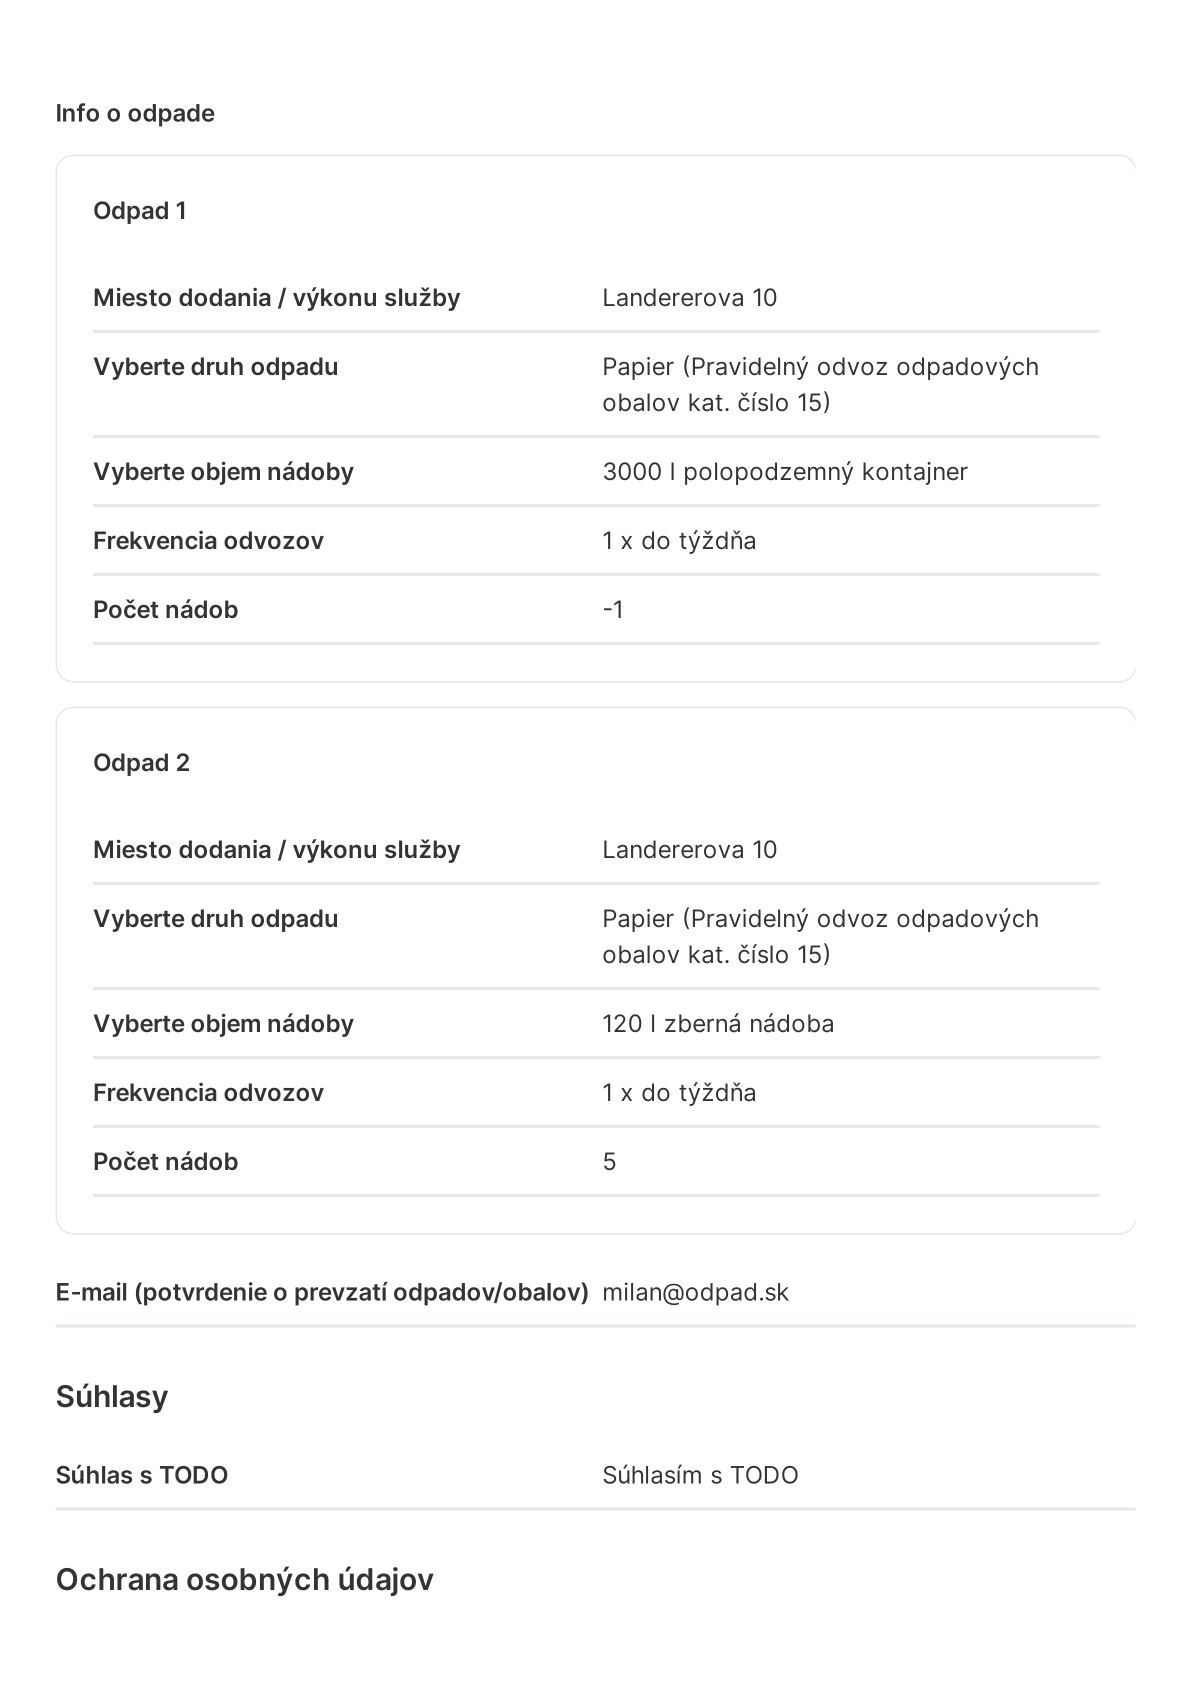 Info o odpade
Odpad 1
Miesto dodania / výkonu služby Landererova 10
Vyberte druh odpadu Papier (Pravidelný odvoz odpadových
obalov kat. číslo 15)
Vyberte objem nádoby 3000 l polopodzemný kontajner
Frekvencia odvozov 1 x do týždňa
Počet nádob -1
Odpad 2
Miesto dodania / výkonu služby Landererova 10
Vyberte druh odpadu Papier (Pravidelný odvoz odpadových
obalov kat. číslo 15)
Vyberte objem nádoby 120 l zberná nádoba
Frekvencia odvozov 1 x do týždňa
Počet nádob 5
E-mail (potvrdenie o prevzatí odpadov/obalov) milan@odpad.sk
Súhlasy
Súhlas s TODO Súhlasím s TODO
Ochrana osobných údajov